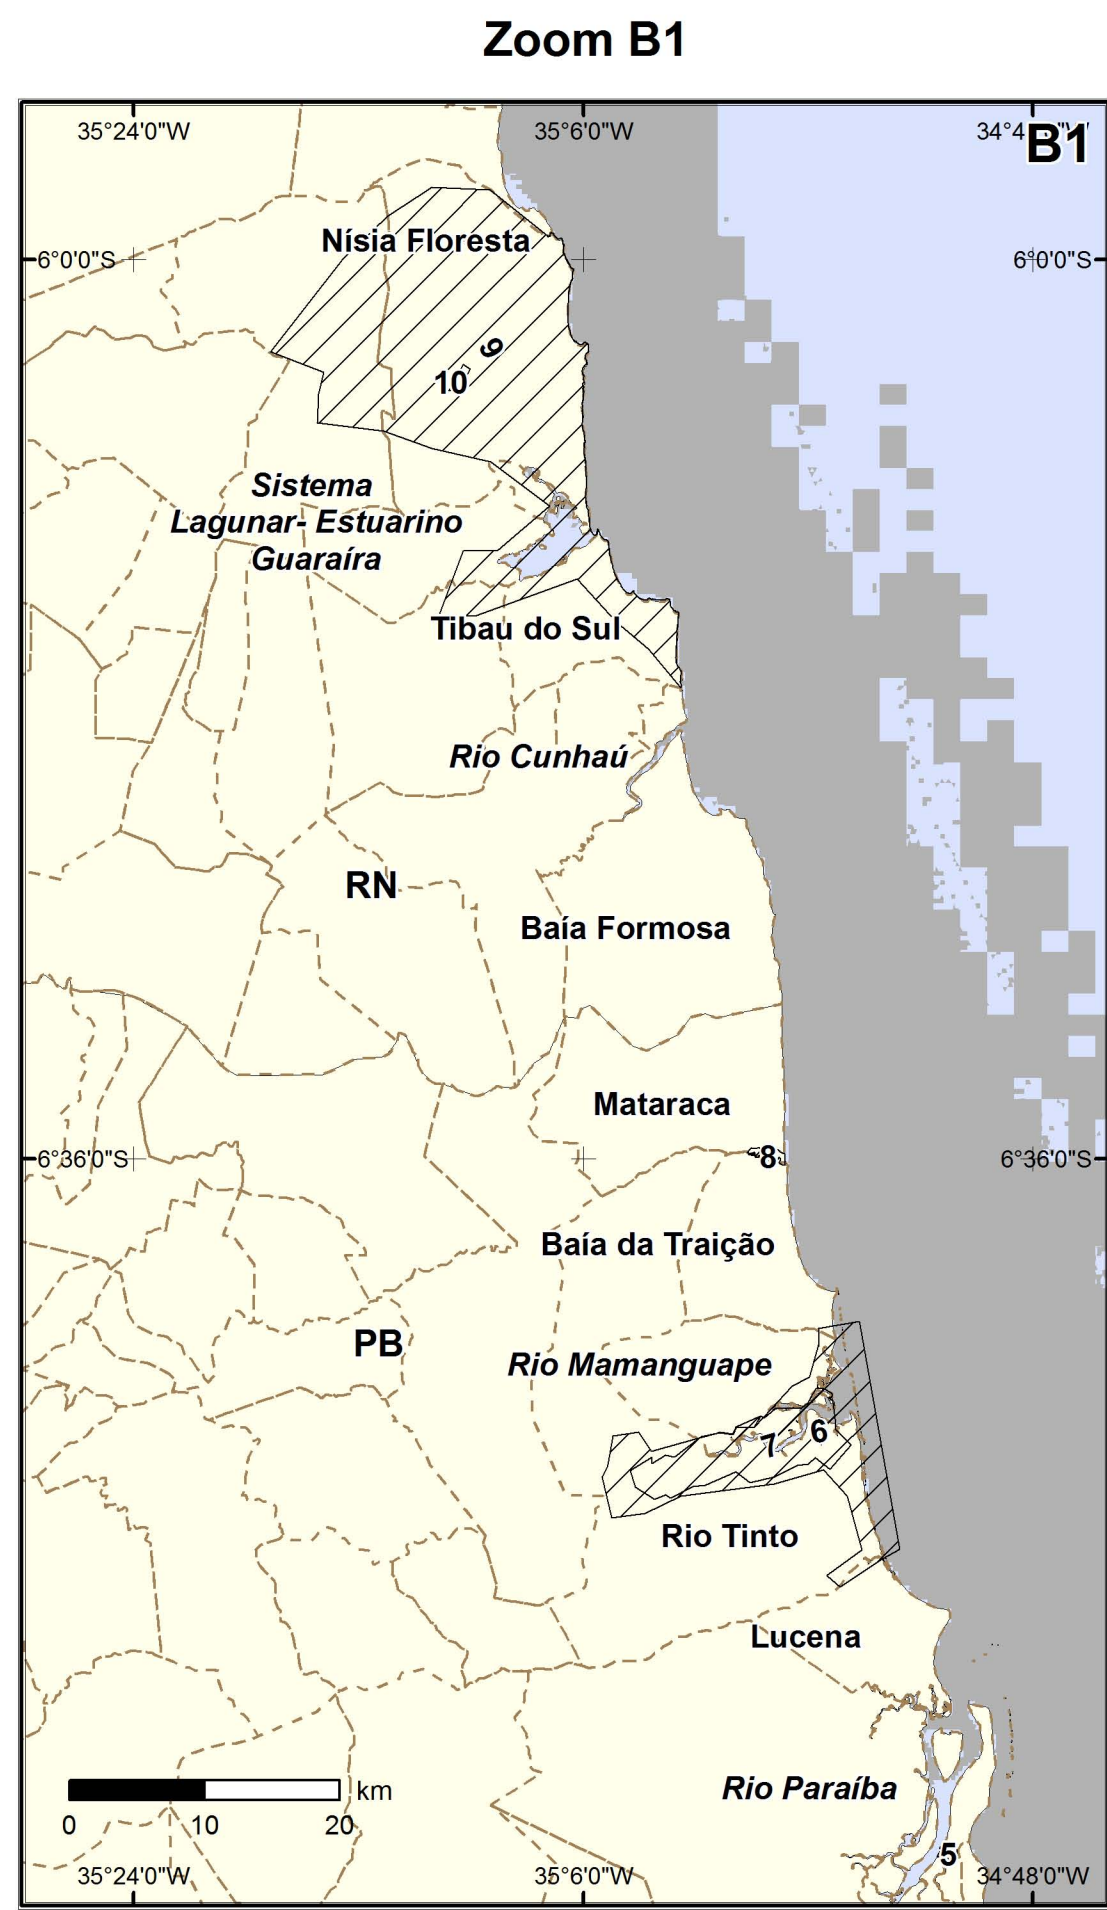 Zoom B1
35°24'0"W
35°6'0"W
34°4
W
B1
Nísia Floresta
6°0'0"S
6°0'0"S
9
10
Sistema
Lagunar- Estuarino
Guaraíra
Tibau do Sul
Rio Cunhaú
RN
Baía Formosa
Mataraca
6°36'0"S
8
6°36'0"S
Baía da Traição
PB
Rio Mamanguape
7
6
Rio Tinto
Lucena
Rio Paraíba
km
0
10
20
5
35°24'0"W
35°6'0"W
34°48'0"W